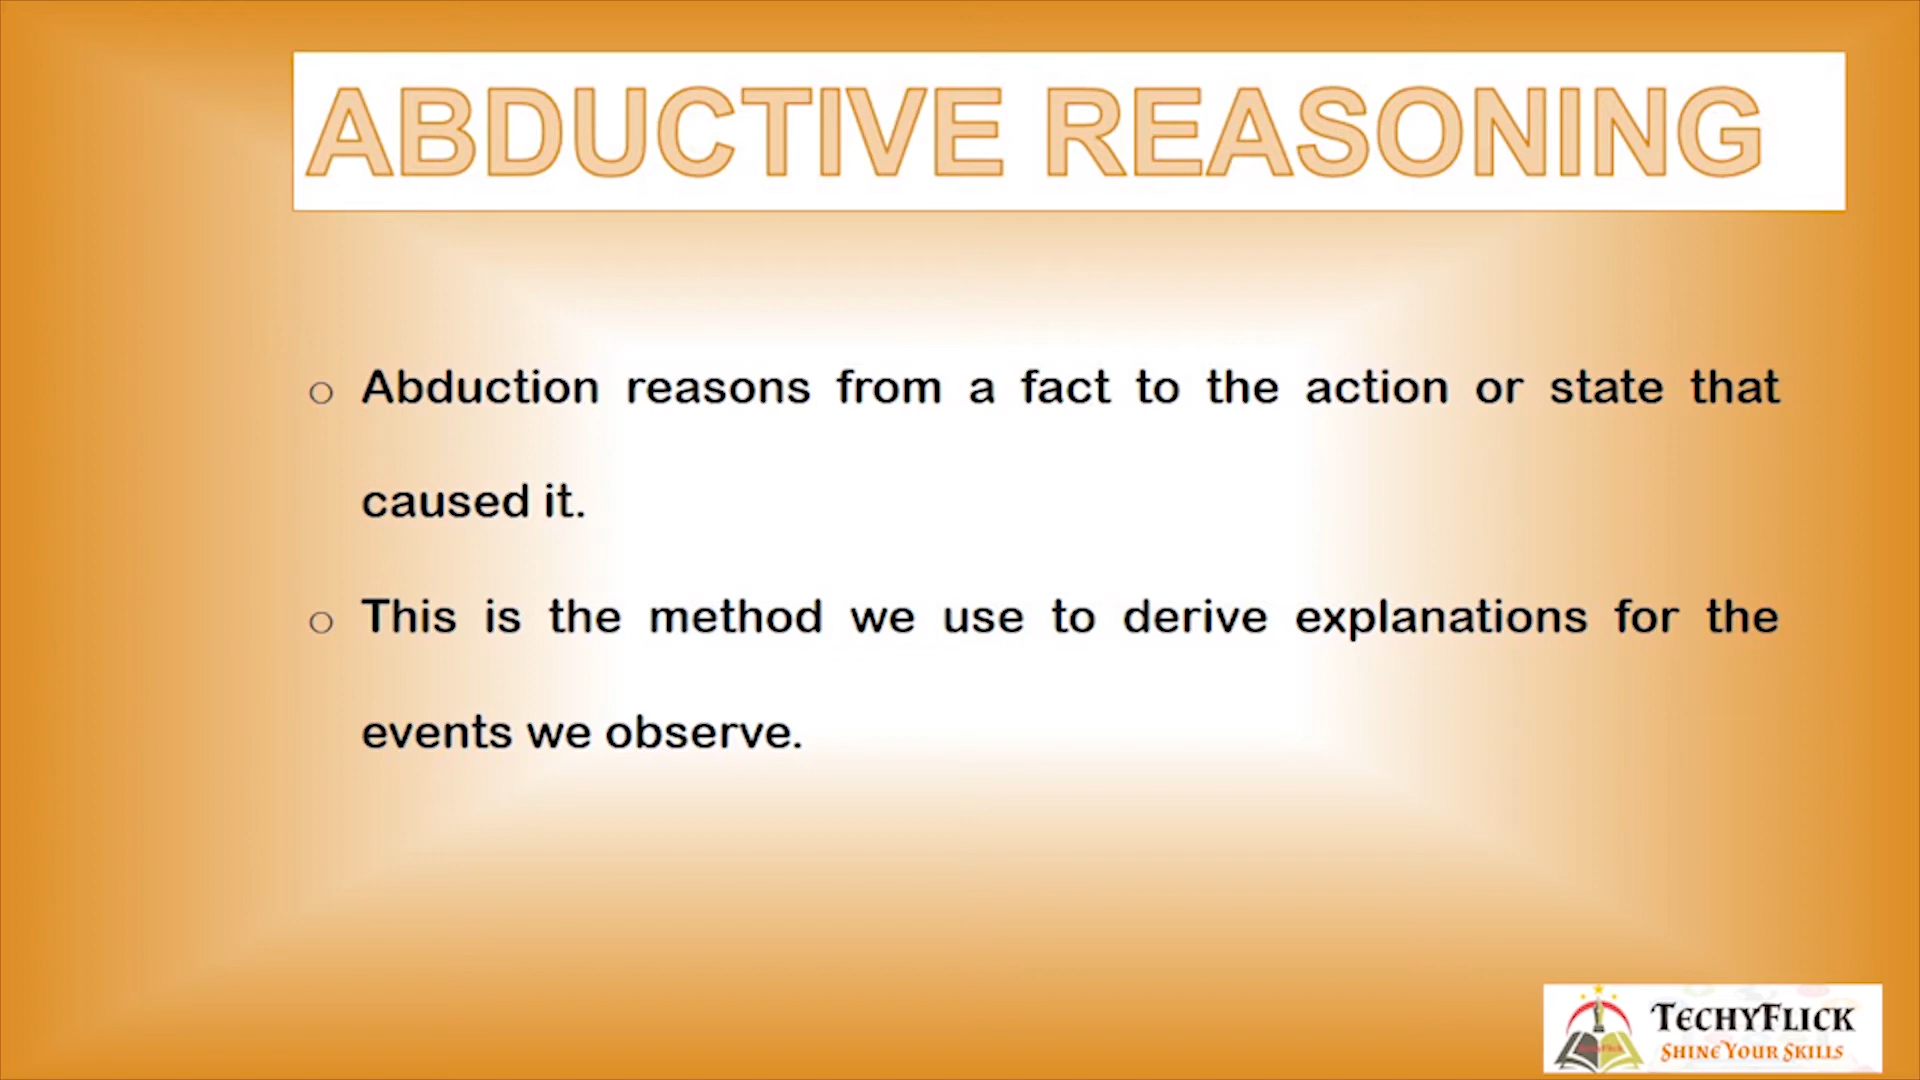 ABDUCTIVE REASONING
○ Abduction reasons from a fact to the action or state that
caused it.
○ This is the method we use to derive explanations for the
events we observe.
TECHYFLICK
SHINE YOUR SKILLS